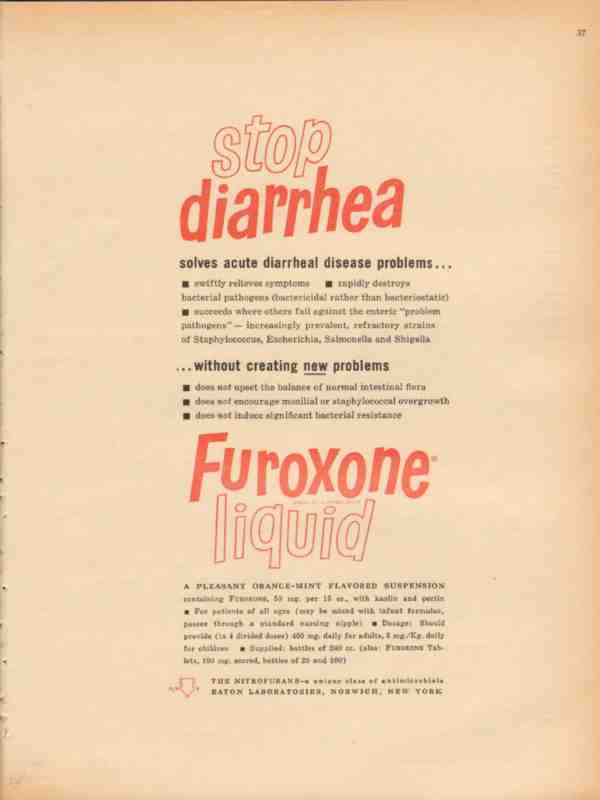 37
stop
diarrhea
solves acute diarrheal disease problems...
■ swiftly relieves symptoms ■ rapidly destroys
bacterial pathogens (bactericidal rather than bacteriostatic)
■ succeeds where others fail against the enteric "problem
pathogens" — increasingly prevalent, refractory strains
of Staphylococcus, Escherichia, Salmonella and Shigella
...without creating new problems
■ does not upset the balance of normal intestinal flora
■ does not encourage monilial or staphylococcal overgrowth
■ does not induce significant bacterial resistance
Furoxone®
liquid
A PLEASANT ORANGE-MINT FLAVORED SUSPENSION
containing FUROXONE, 50 mg. per 15 cc., with kaolin and pectin
■ For patients of all ages (may be mixed with infant formulas,
passes through a standard nursing nipple) ■ Dosage: Should
provide (in 4 divided doses) 400 mg. daily for adults, 5 mg./Kg. daily
for children ■ Supplied: bottles of 240 cc. (also: FUROXONE Tab-
lets, 100 mg. scored, bottles of 20 and 100)
THE NITROFURANS—a unique class of antimicrobials
EATON LABORATORIES, NORWICH, NEW YORK